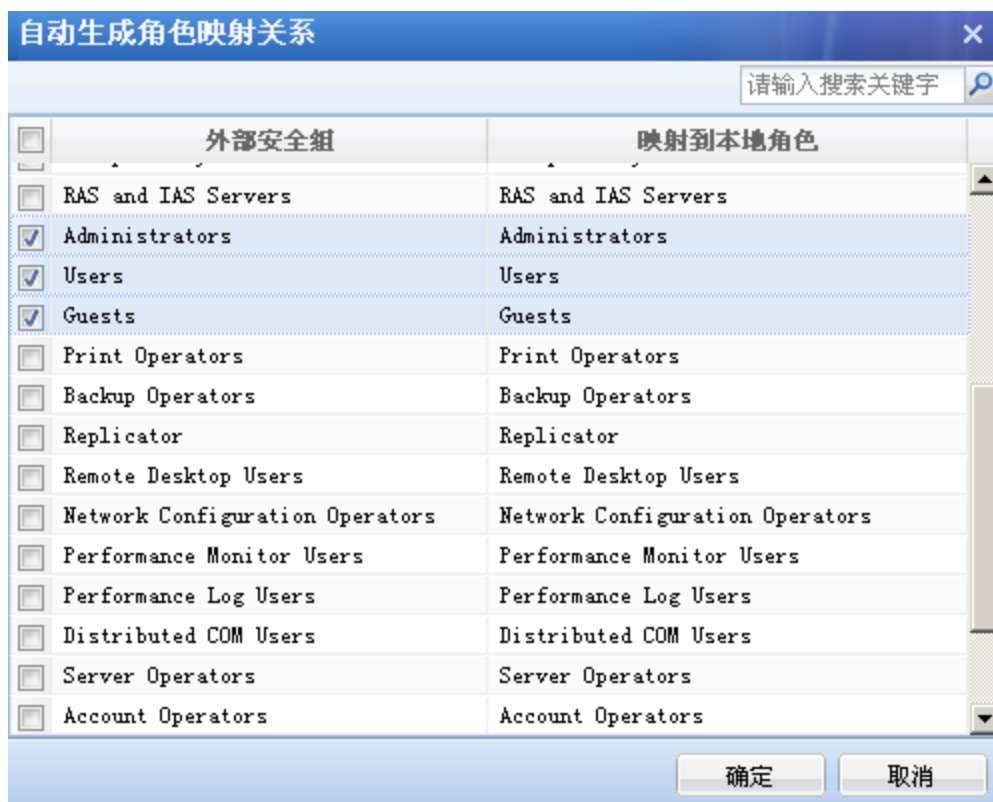 自动生成角色映射关系
请输入搜索关键字
外部安全组 映射到本地角色
RAS and IAS Servers RAS and IAS Servers
Administrators Administrators
Users Users
Guests Guests
Print Operators Print Operators
Backup Operators Backup Operators
Replicator Replicator
Remote Desktop Users Remote Desktop Users
Network Configuration Operators Network Configuration Operators
Performance Monitor Users Performance Monitor Users
Performance Log Users Performance Log Users
Distributed COM Users Distributed COM Users
Server Operators Server Operators
Account Operators Account Operators
确定 取消